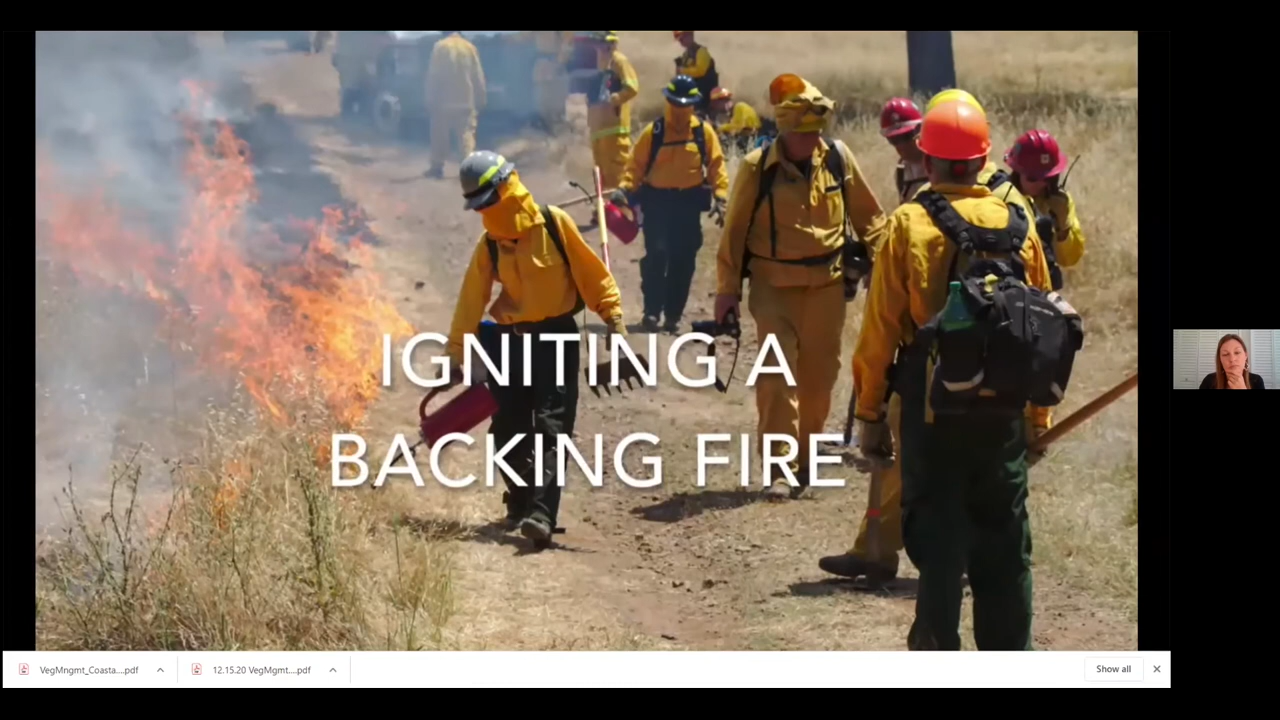 IGNITING A
BACKING FIRE
VegMngmt_Coasta....pdf
12.15.20 VegMgmt....pdf
Show all